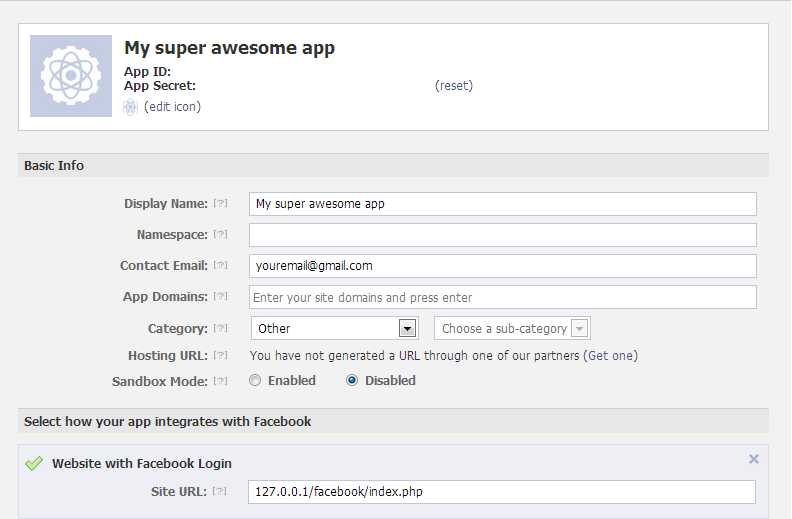 My super awesome app
App ID:
App Secret: (reset)
(edit icon)
Basic Info
Display Name: [?] My super awesome app
Namespace: [?]
Contact Email: [?] youremail@gmail.com
App Domains: [?] Enter your site domains and press enter
Category: [?] Other Choose a sub-category
Hosting URL: [?] You have not generated a URL through one of our partners (Get one)
Sandbox Mode: [?] Enabled Disabled
Select how your app integrates with Facebook
Website with Facebook Login
Site URL: [?] 127.0.0.1/facebook/index.php